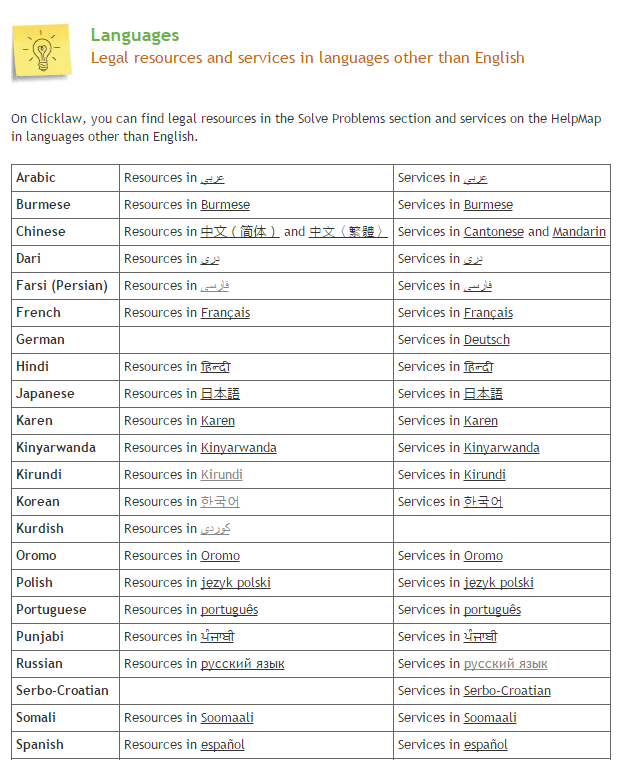 Languages
Legal resources and services in languages other than English
On Clicklaw, you can find legal resources in the Solve Problems section and services on the HelpMap
in languages other than English.
Arabic Resources in عربي Services in عربي
Burmese Resources in Burmese Services in Burmese
Chinese Resources in 中文（简体） and 中文（繁體） Services in Cantonese and Mandarin
Dari Resources in دری Services in دری
Farsi (Persian) Resources in فارسی Services in فارسی
French Resources in Français Services in Français
German Services in Deutsch
Hindi Resources in हिन्दी Services in हिन्दी
Japanese Resources in 日本語 Services in 日本語
Karen Resources in Karen Services in Karen
Kinyarwanda Resources in Kinyarwanda Services in Kinyarwanda
Kirundi Resources in Kirundi Services in Kirundi
Korean Resources in 한국어 Services in 한국어
Kurdish Resources in كوردی
Oromo Resources in Oromo Services in Oromo
Polish Resources in język polski Services in język polski
Portuguese Resources in português Services in português
Punjabi Resources in ਪੰਜਾਬੀ Services in ਪੰਜਾਬੀ
Russian Resources in русский язык Services in русский язык
Serbo-Croatian Services in Serbo-Croatian
Somali Resources in Soomaali Services in Soomaali
Spanish Resources in español Services in español